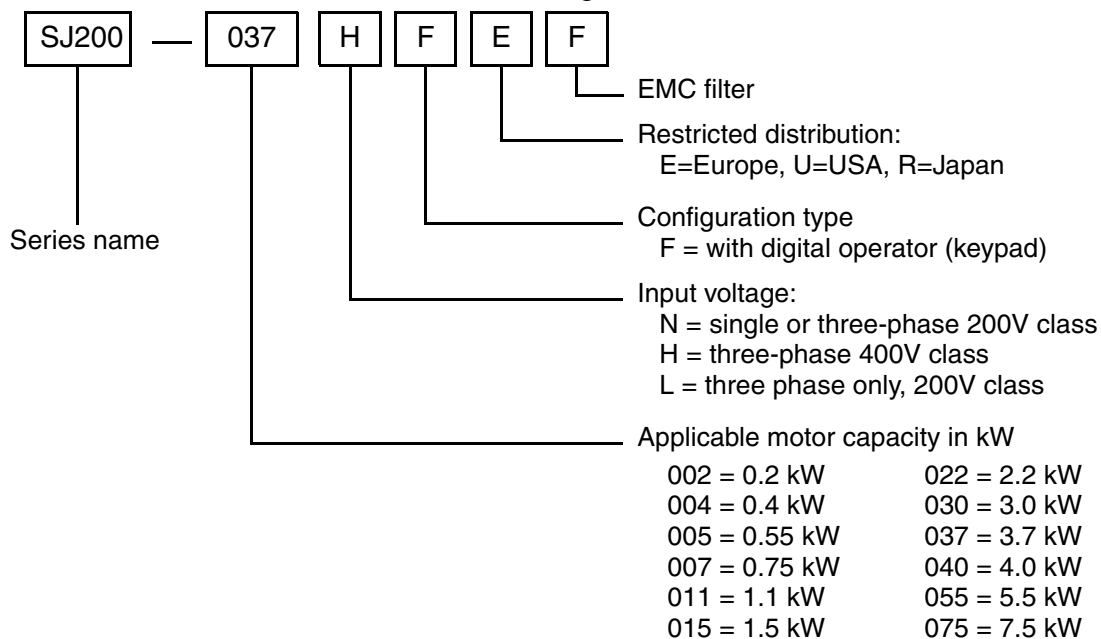 SJ200 — 037 H F E F
EMC filter
Restricted distribution:
E=Europe, U=USA, R=Japan
Configuration type
F = with digital operator (keypad)
Series name
Input voltage:
N = single or three-phase 200V class
H = three-phase 400V class
L = three phase only, 200V class
Applicable motor capacity in kW
002 = 0.2 kW 022 = 2.2 kW
004 = 0.4 kW 030 = 3.0 kW
005 = 0.55 kW 037 = 3.7 kW
007 = 0.75 kW 040 = 4.0 kW
011 = 1.1 kW 055 = 5.5 kW
015 = 1.5 kW 075 = 7.5 kW